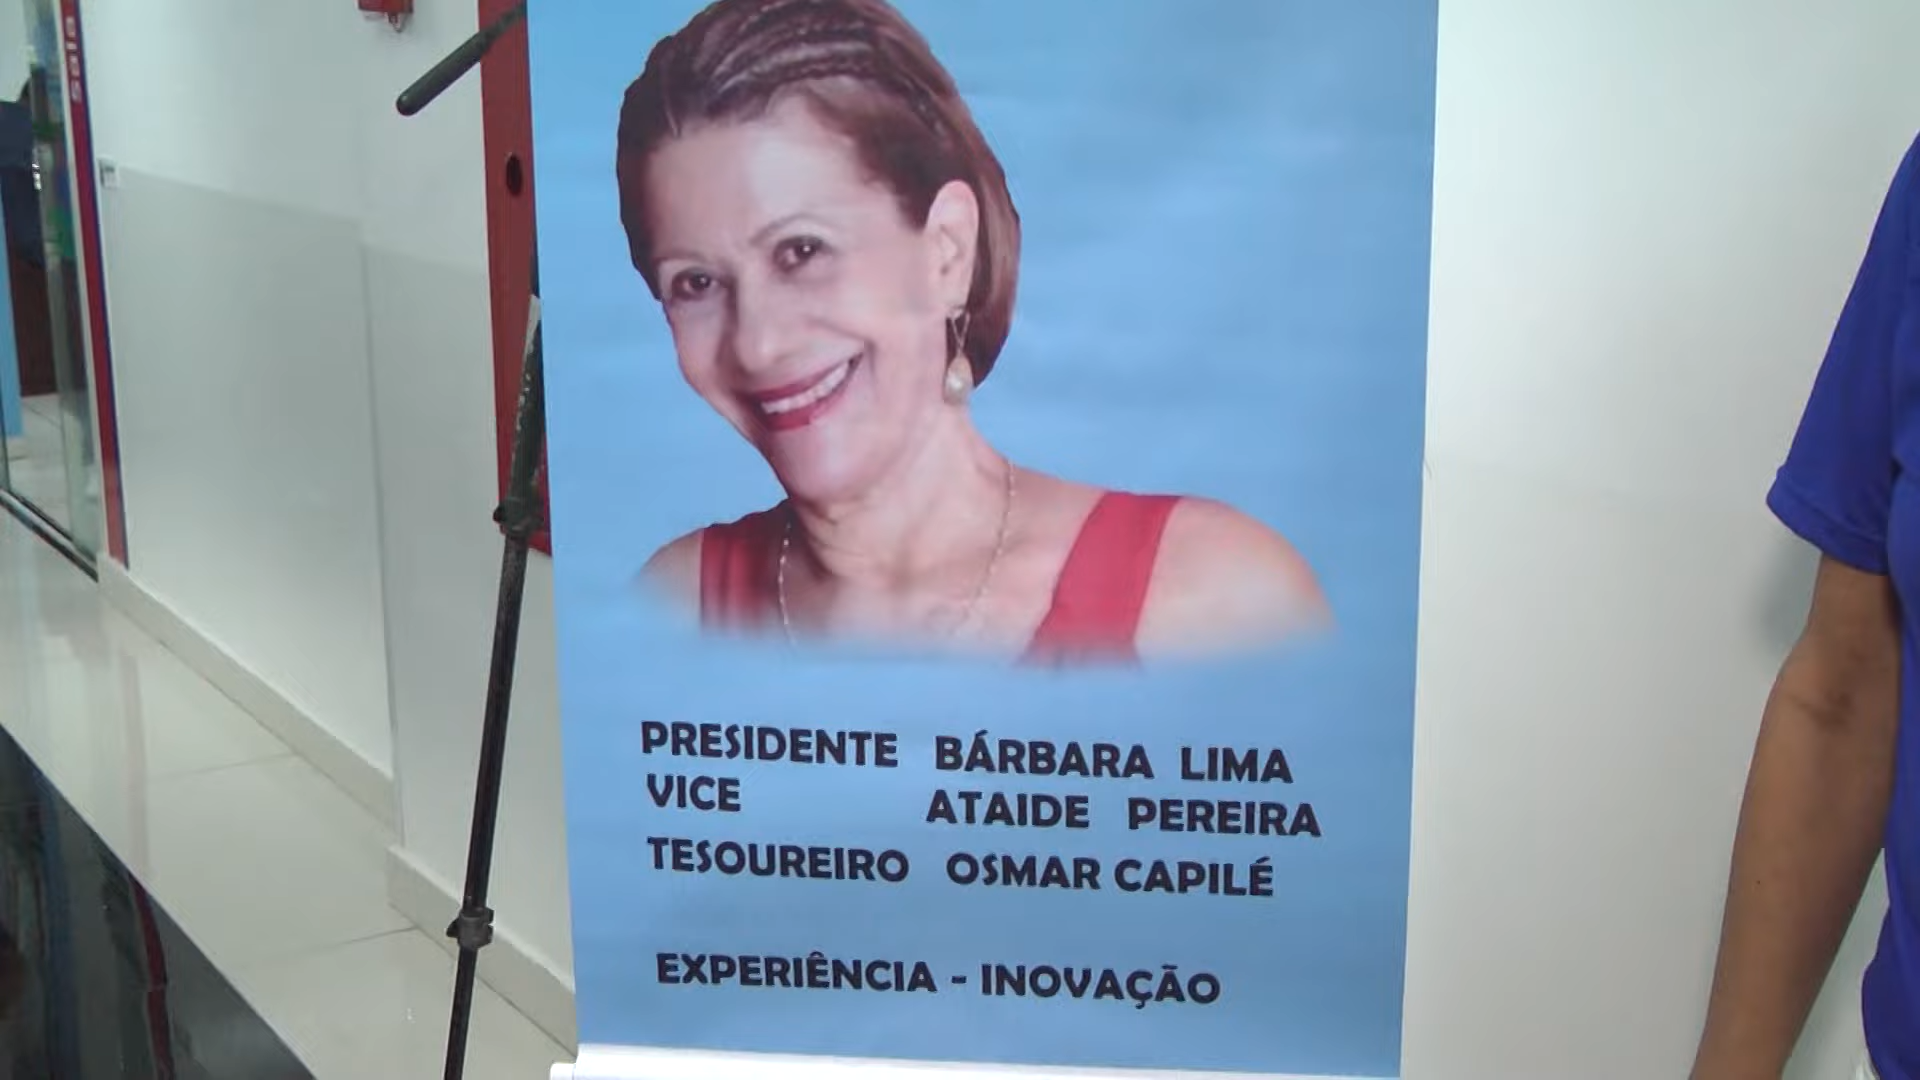 PRESIDENTE BÁRBARA LIMA
VICE ATAIDE PEREIRA
TESOUREIRO OSMAR CAPILÉ
EXPERIÊNCIA - INOVAÇÃO